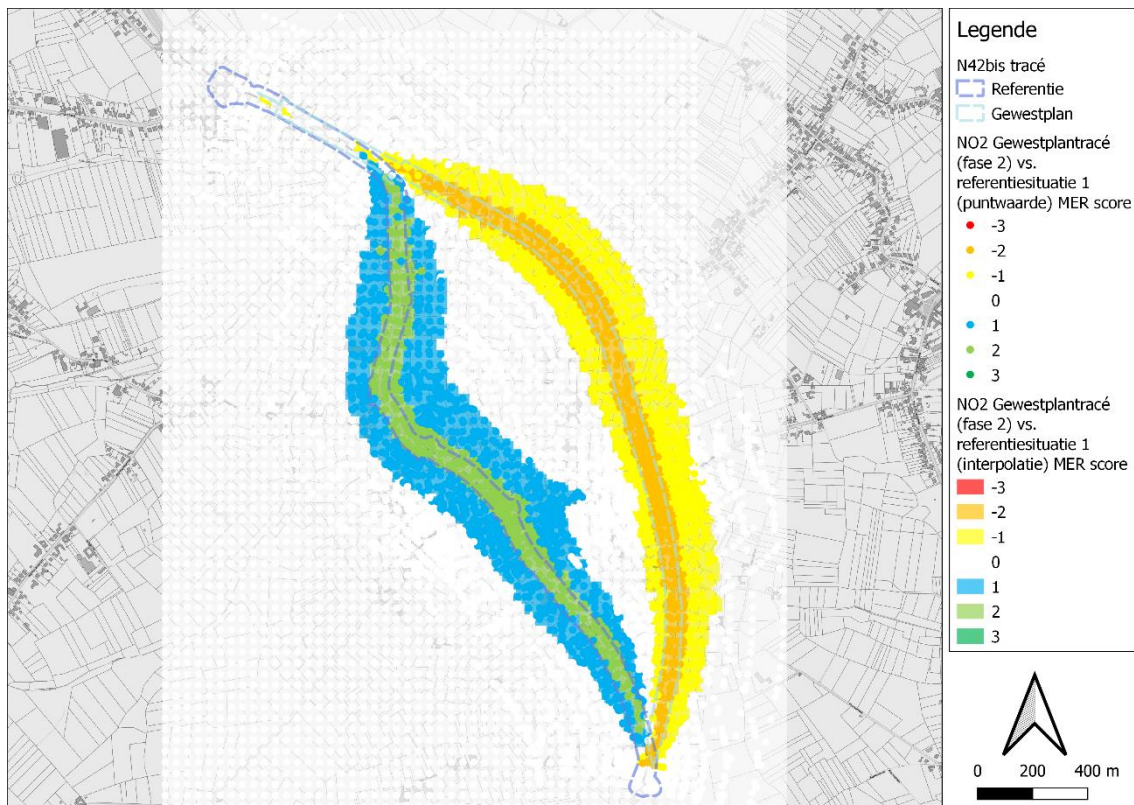 Legende
N42bis tracé
Referentie
Gewestplan
NO2 Gewestplantracé
(fase 2) vs.
referentiesituatie 1
(puntwaarde) MER score
-3
-2
-1
0
1
2
3
NO2 Gewestplantracé
(fase 2) vs.
referentiesituatie 1
(interpolatie) MER score
-3
-2
-1
0
1
2
3
0 200 400 m